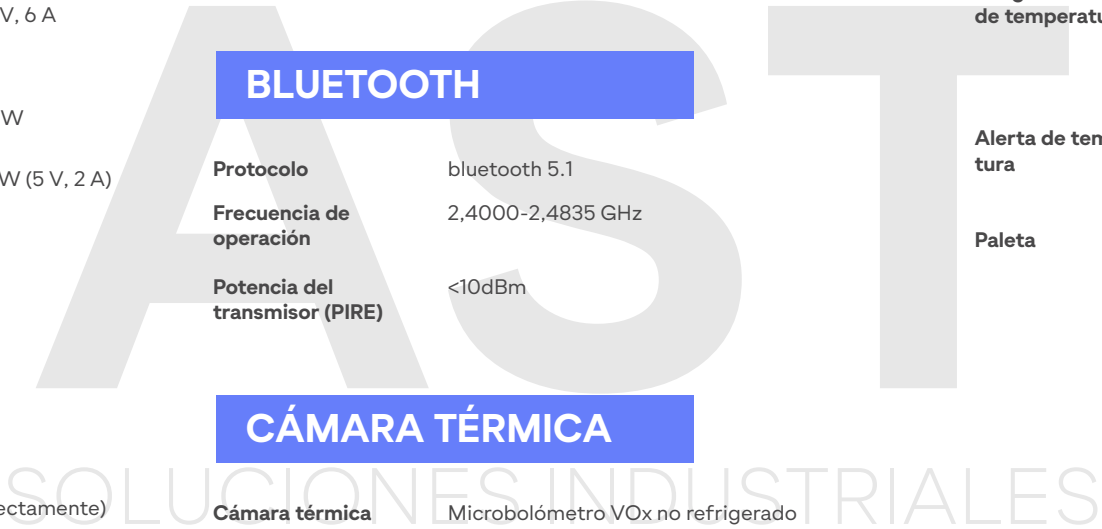 V, 6 A
W
W (5 V, 2 A)
ectamente)
BLUETOOTH
Protocolo bluetooth 5.1
Frecuencia de 2,4000-2,4835 GHz
operación
Potencia del <10dBm
transmisor (PIRE)
CÁMARA TÉRMICA
Cámara térmica Microbolómetro VOx no refrigerado
de temperatu
Alerta de tem
tura
Paleta
AST
SOLUCIONES INDUSTRIALES